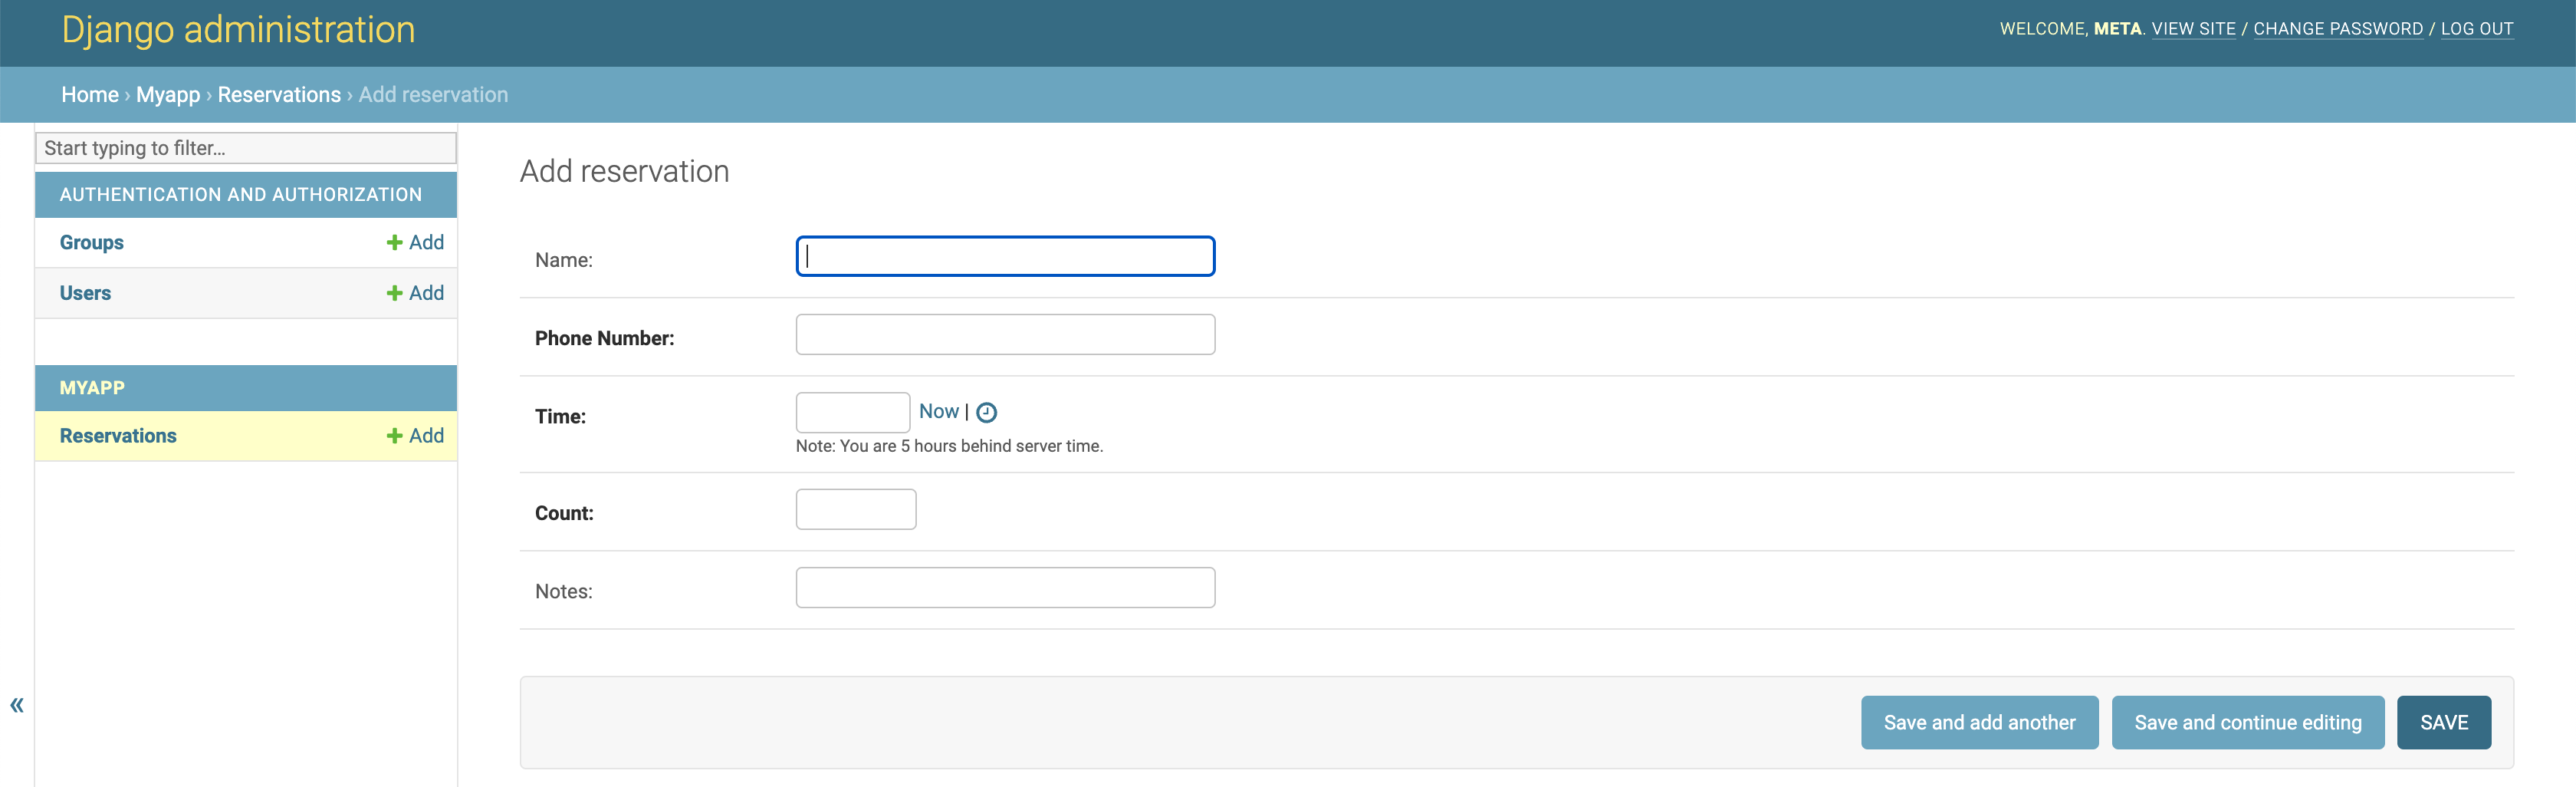 Django administration
WELCOME, META. VIEW SITE / CHANGE PASSWORD / LOG OUT
Home › Myapp › Reservations › Add reservation
Start typing to filter...
AUTHENTICATION AND AUTHORIZATION
Groups + Add
Users + Add
MYAPP
Reservations + Add
«
Add reservation
Name:
Phone Number:
Time: Now |
Note: You are 5 hours behind server time.
Count:
Notes:
Save and add another Save and continue editing SAVE